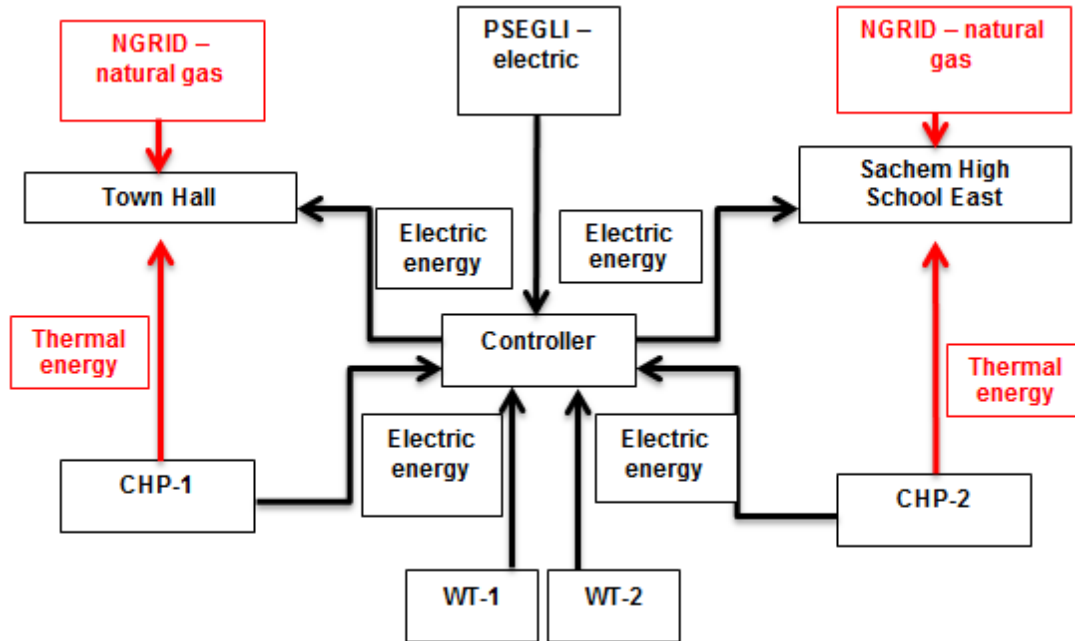 NGRID –
natural gas
PSEGLI –
electric
NGRID – natural
gas
Town Hall
Sachem High
School East
Electric
energy
Electric
energy
Controller
Thermal
energy
Thermal
energy
Electric
energy
Electric
energy
CHP-1
CHP-2
WT-1
WT-2